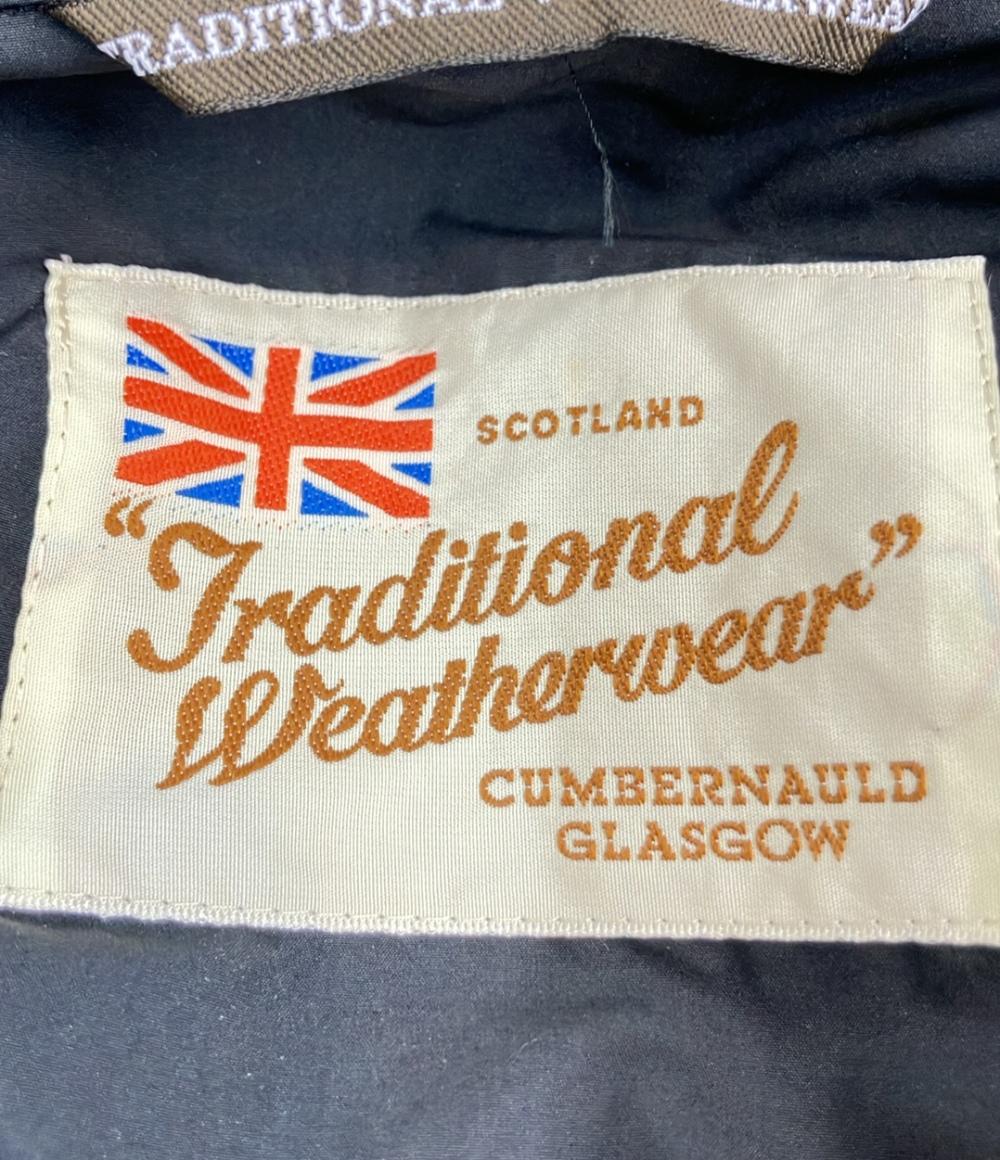 TRADITIONAL
SCOTLAND
“Traditional
Weatherwear”
CUMBERNAULD
GLASGOW